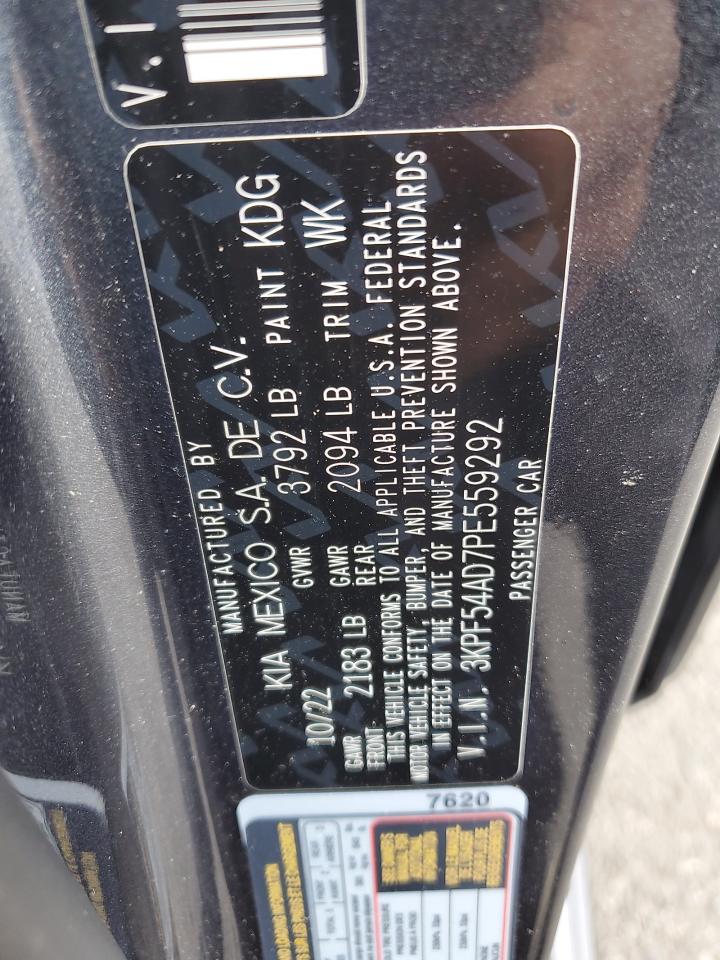 V.I
MANUFACTURED BY
KIA MEXICO S.A. DE C.V.
10/22 GVWR 3792 LB PAINT KDG
GAWR FRONT 2183 LB GAWR REAR 2094 LB TRIM WK
THIS VEHICLE CONFORMS TO ALL APPLICABLE U.S.A. FEDERAL
MOTOR VEHICLE SAFETY, BUMPER, AND THEFT PREVENTION STANDARDS
IN EFFECT ON THE DATE OF MANUFACTURE SHOWN ABOVE.
V.I.N. 3KPF54AD7PE559292
PASSENGER CAR
7620